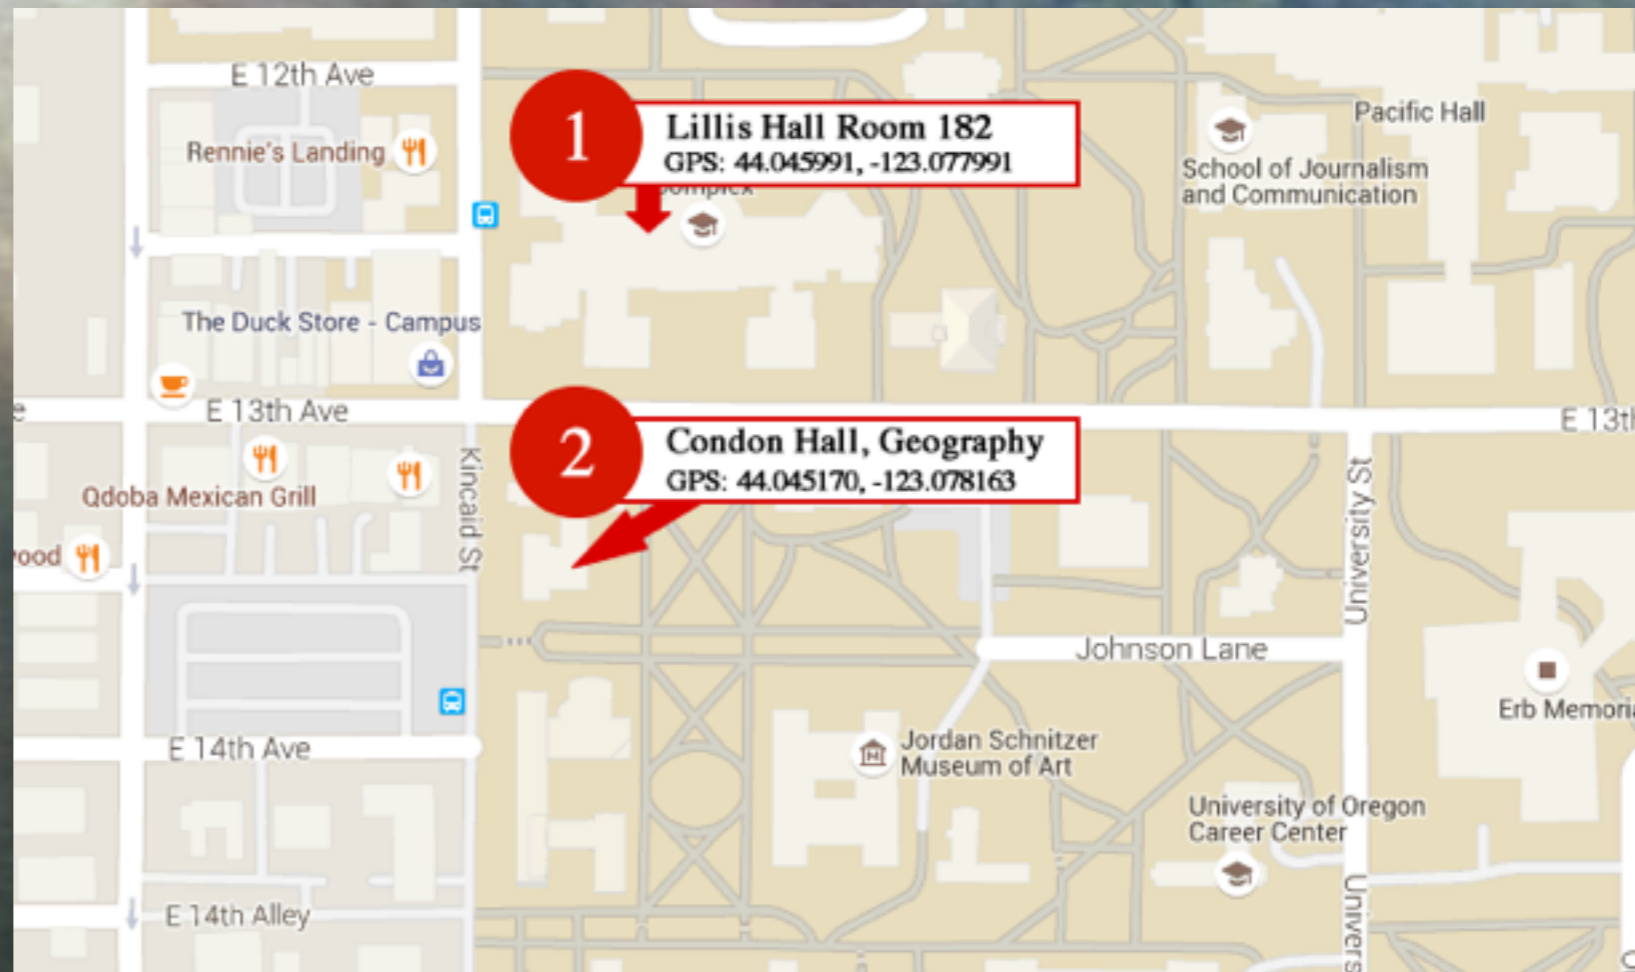 E 12th Ave
1
Lillis Hall Room 182
GPS: 44.045991, -123.077991
Complex
Pacific Hall
Rennie's Landing
School of Journalism
and Communication
The Duck Store - Campus
E 13th Ave
E 13th
2
Condon Hall, Geography
GPS: 44.045170, -123.078163
Kincaid St
Qdoba Mexican Grill
University St
Johnson Lane
Erb Memoria
E 14th Ave
Jordan Schnitzer
Museum of Art
University of Oregon
Career Center
E 14th Alley
Univers